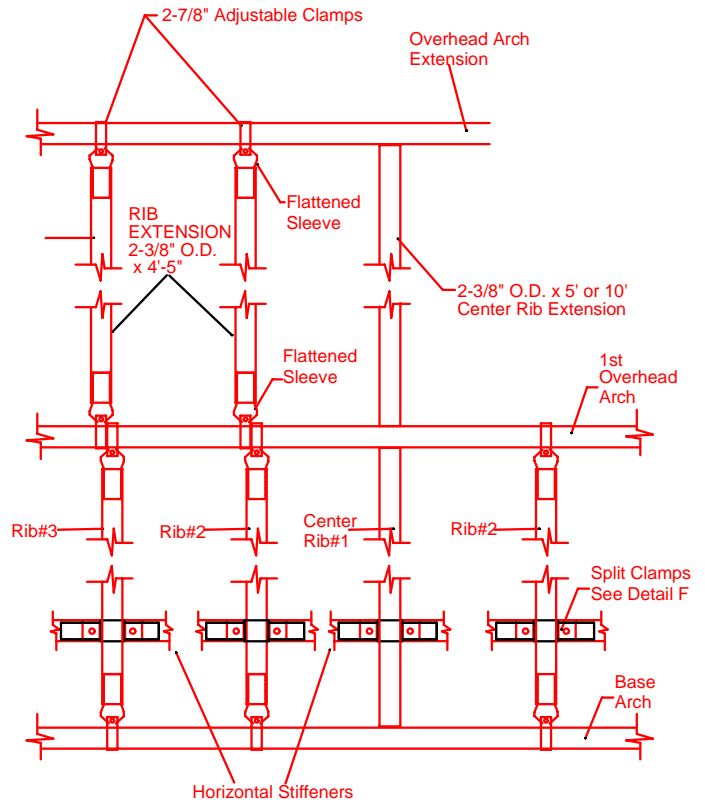 2-7/8" Adjustable Clamps
Overhead Arch
Extension
Flattened
Sleeve
RIB
EXTENSION
2-3/8" O.D.
x 4'-5"
2-3/8" O.D. x 5' or 10'
Center Rib Extension
Flattened
Sleeve
1st
Overhead
Arch
Rib#3
Rib#2
Center
Rib#1
Rib#2
Split Clamps
See Detail F
Base
Arch
Horizontal Stiffeners